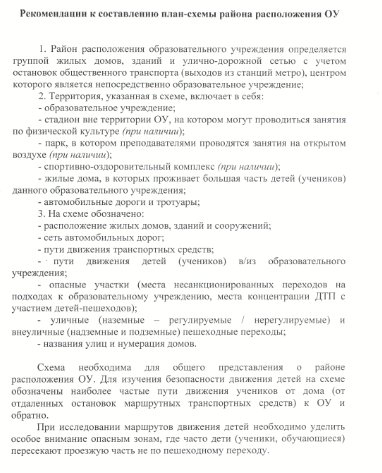 Рекомендации к составлению план-схемы района расположения ОУ
1. Район расположения образовательного учреждения определяется
группой жилых домов, зданий и улично-дорожной сетью с учетом
остановок общественного транспорта (выходов из станций метро), центром
которого является непосредственно образовательное учреждение;
2. Территория, указанная в схеме, включает в себя:
- образовательное учреждение;
- стадион вне территории ОУ, на котором могут проводиться занятия
по физической культуре (при наличии);
- парк, в котором преподавателями проводятся занятия на открытом
воздухе (при наличии);
- спортивно-оздоровительный комплекс (при наличии);
- жилые дома, в которых проживает большая часть детей (учеников)
данного образовательного учреждения;
- автомобильные дороги и тротуары;
3. На схеме обозначено:
- расположение жилых домов, зданий и сооружений;
- сеть автомобильных дорог;
- пути движения транспортных средств;
- пути движения детей (учеников) в/из образовательного
учреждения;
- опасные участки (места несанкционированных переходов на
подходах к образовательному учреждению, места концентрации ДТП с
участием детей-пешеходов);
- уличные (наземные – регулируемые / нерегулируемые) и
внеуличные (надземные и подземные) пешеходные переходы;
- названия улиц и нумерация домов.
Схема необходима для общего представления о районе
расположения ОУ. Для изучения безопасности движения детей на схеме
обозначены наиболее частые пути движения учеников от дома (от
отдаленных остановок маршрутных транспортных средств) к ОУ и
обратно.
При исследовании маршрутов движения детей необходимо уделить
особое внимание опасным зонам, где часто дети (ученики, обучающиеся)
пересекают проезжую часть не по пешеходному переходу.